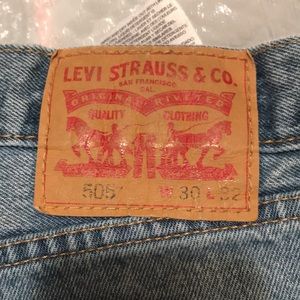 LEVI STRAUSS & CO.
SAN FRANCISCO
CAL.
ORIGINAL RIVETED
QUALITY CLOTHING
505 W 30 L 32